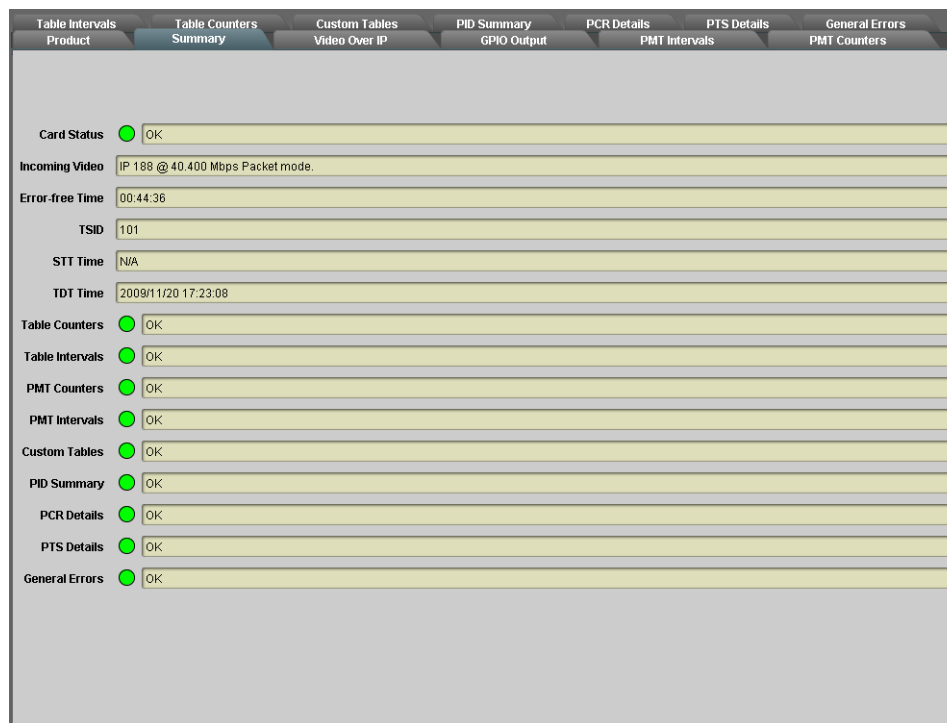 Table Intervals Table Counters Custom Tables PID Summary PCR Details PTS Details General Errors
Product Summary Video Over IP GPIO Output PMT Intervals PMT Counters
Card Status OK
Incoming Video IP 188 @ 40.400 Mbps Packet mode.
Error-free Time 00:44:36
TSID 101
STT Time N/A
TDT Time 2009/11/20 17:23:08
Table Counters OK
Table Intervals OK
PMT Counters OK
PMT Intervals OK
Custom Tables OK
PID Summary OK
PCR Details OK
PTS Details OK
General Errors OK